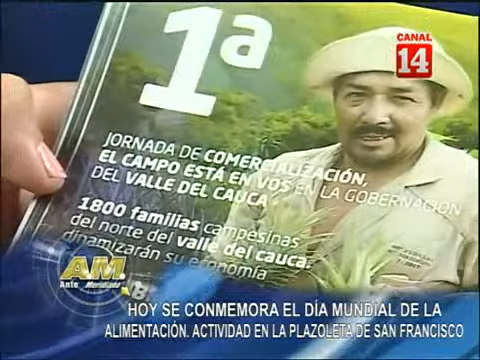 1ª
CANAL
14
JORNADA DE COMERCIALIZACIÓN,
EL CAMPO ESTÁ EN VOS EN LA GOBERNACIÓN
DEL VALLE DEL CAUCA
1800 familias campesinas
del norte del valle del cauca
dinamizarán su economía
A.M.
Ante Meridiano
HOY SE CONMEMORA EL DÍA MUNDIAL DE LA
ALIMENTACIÓN. ACTIVIDAD EN LA PLAZOLETA DE SAN FRANCISCO